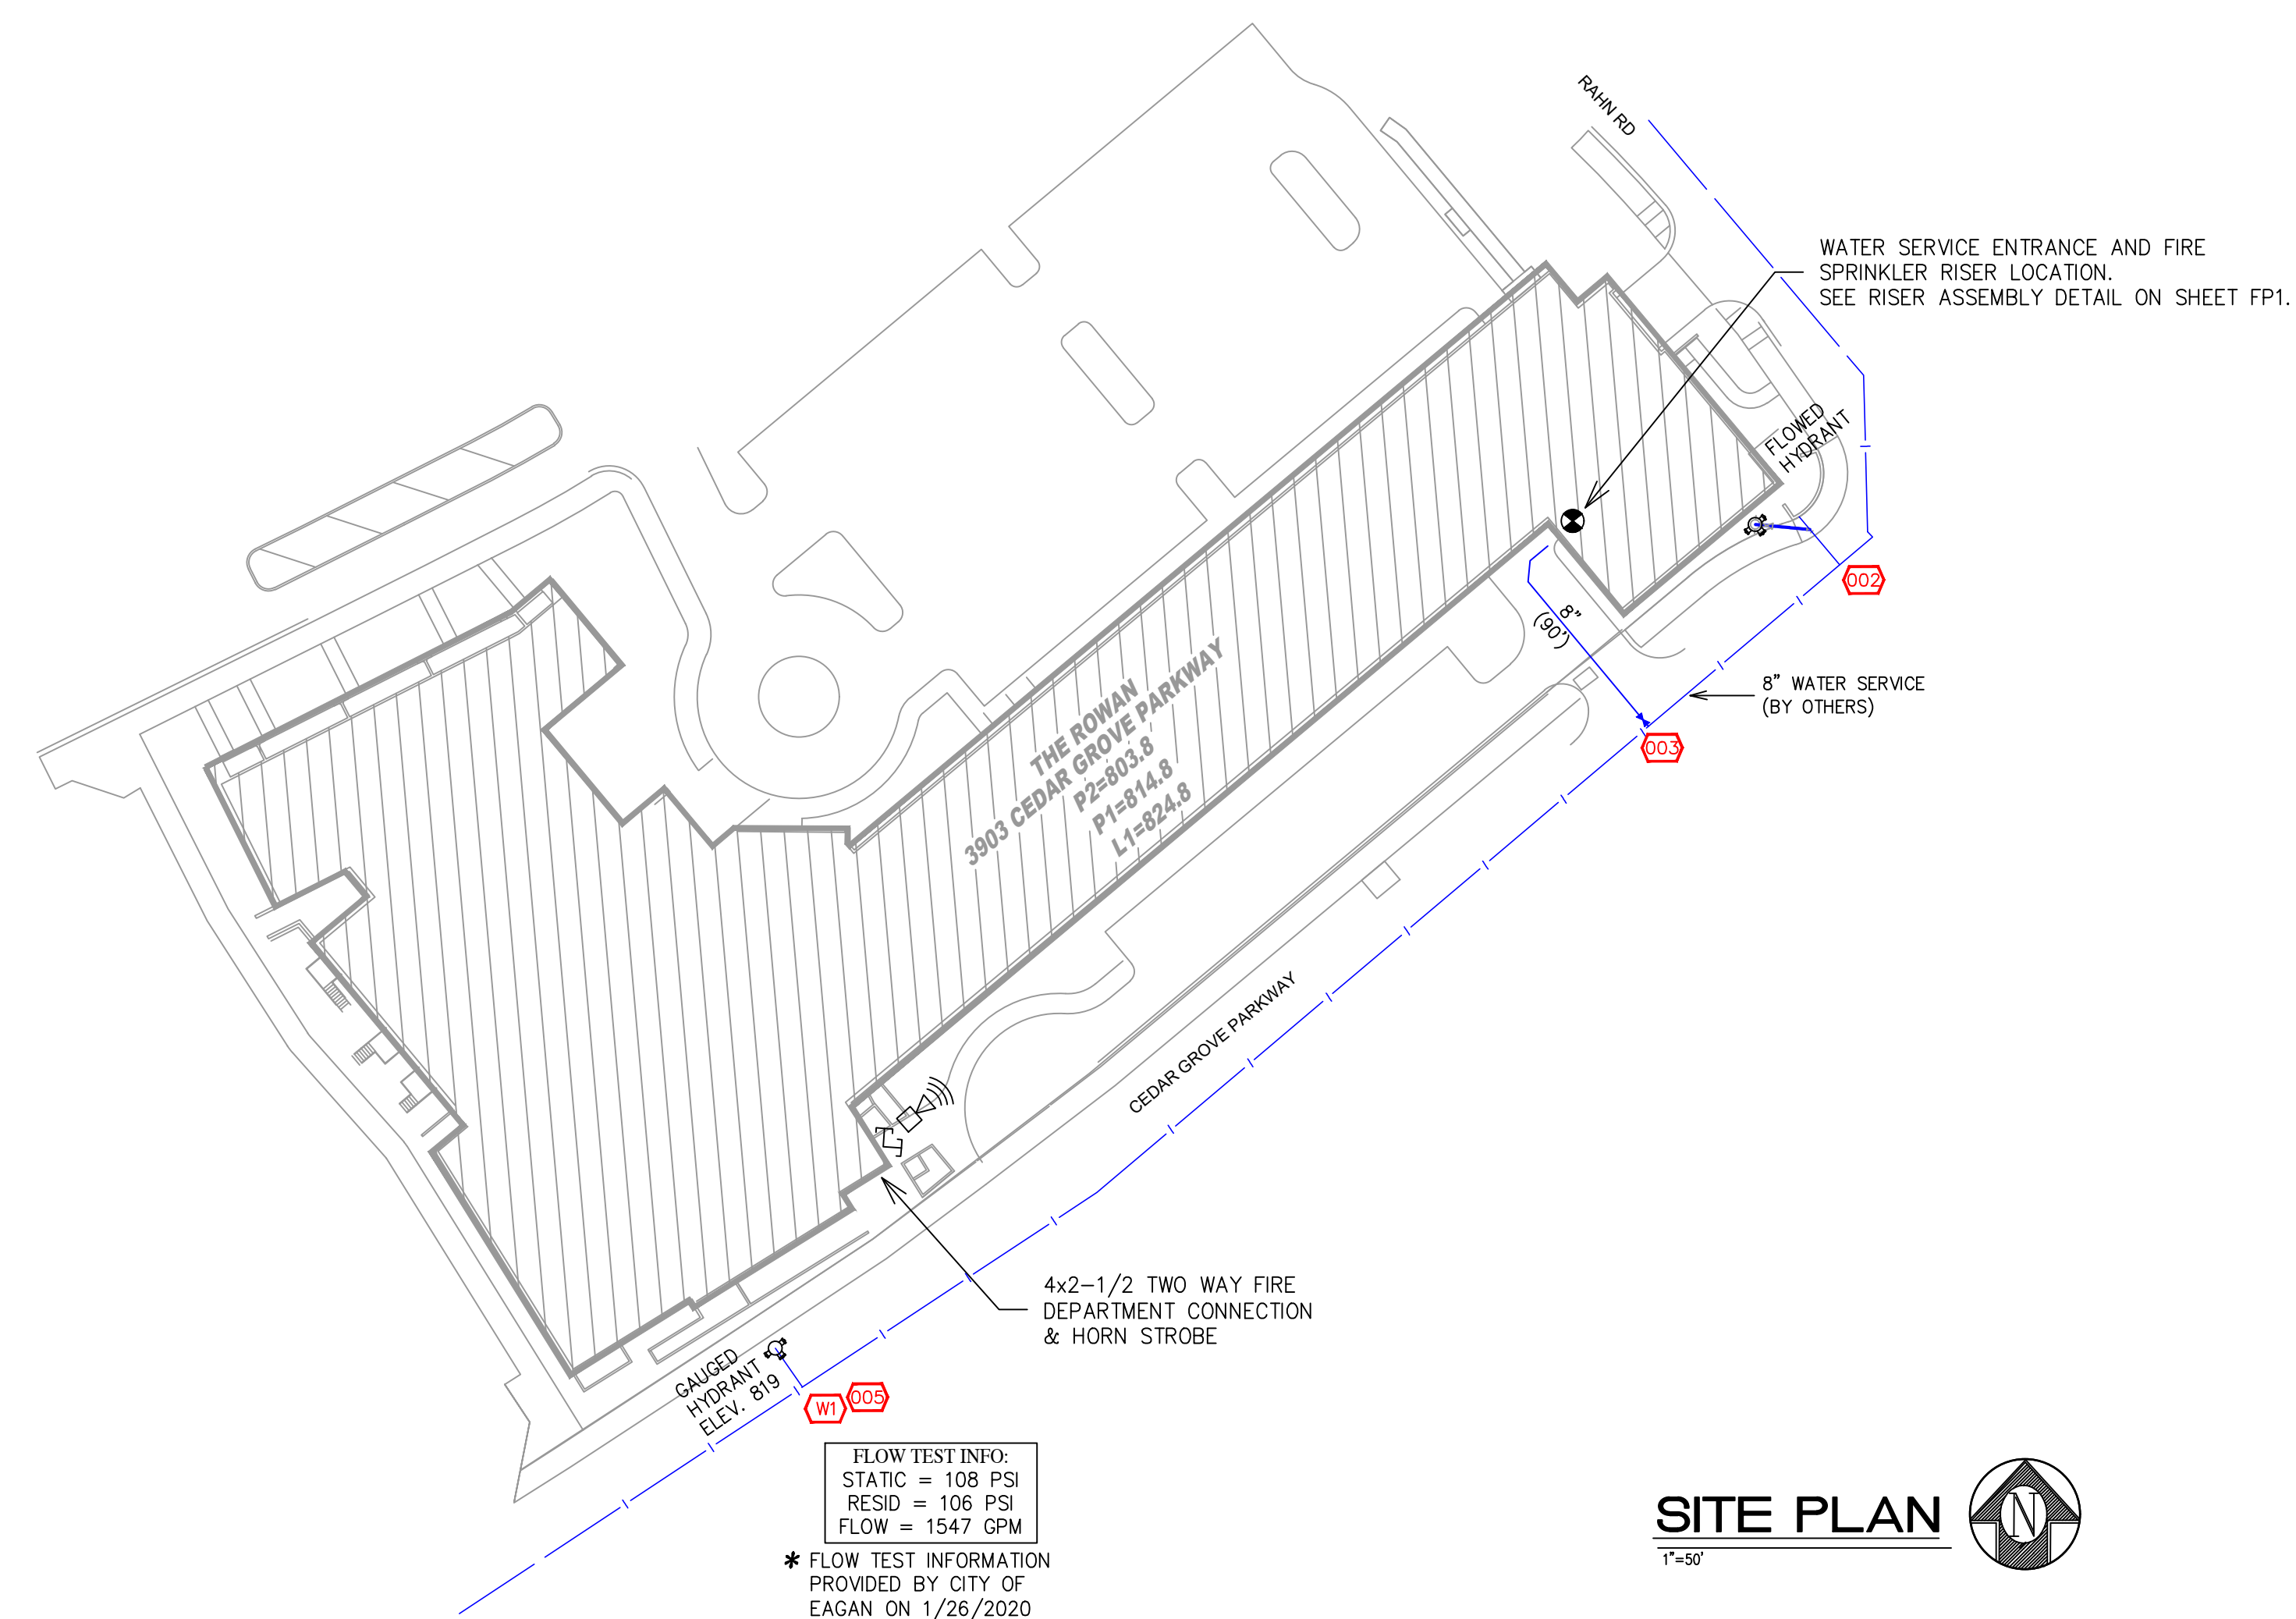 RAHN RD
WATER SERVICE ENTRANCE AND FIRE
SPRINKLER RISER LOCATION.
SEE RISER ASSEMBLY DETAIL ON SHEET FP1.
FLOWED
HYDRANT
002
8"
(90')
8" WATER SERVICE
(BY OTHERS)
003
THE ROWAN
3903 CEDAR GROVE PARKWAY
P2=803.8
P1=814.8
L1=824.8
CEDAR GROVE PARKWAY
4x2-1/2 TWO WAY FIRE
DEPARTMENT CONNECTION
& HORN STROBE
GAUGED
HYDRANT
ELEV. 819
W1
005
FLOW TEST INFO:
STATIC = 108 PSI
RESID = 106 PSI
FLOW = 1547 GPM
* FLOW TEST INFORMATION
PROVIDED BY CITY OF
EAGAN ON 1/26/2020
SITE PLAN
1"=50'
N